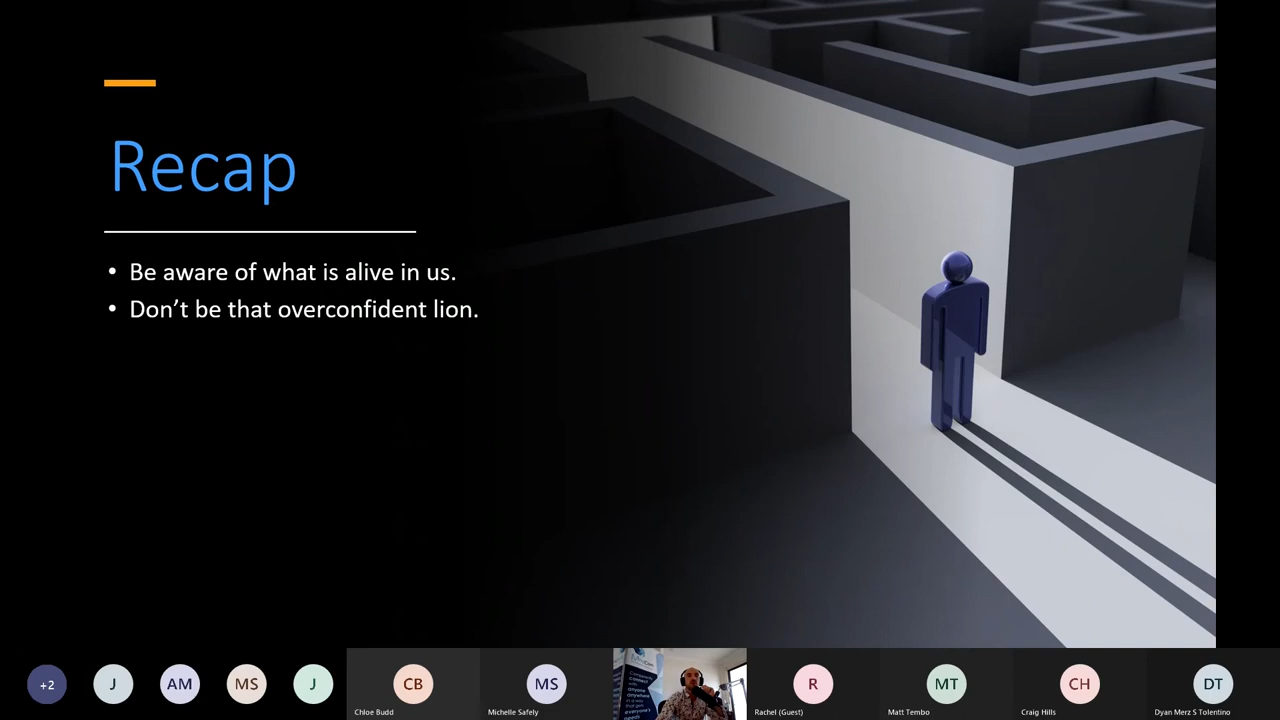 Recap
• Be aware of what is alive in us.
• Don't be that overconfident lion.
+2
J
AM
MS
J
CB
MS
R
MT
CH
DT
Chloe Budd
Michelle Safely
Rachel (Guest)
Matt Tembo
Craig Hills
Dyan Merz S Tolentino